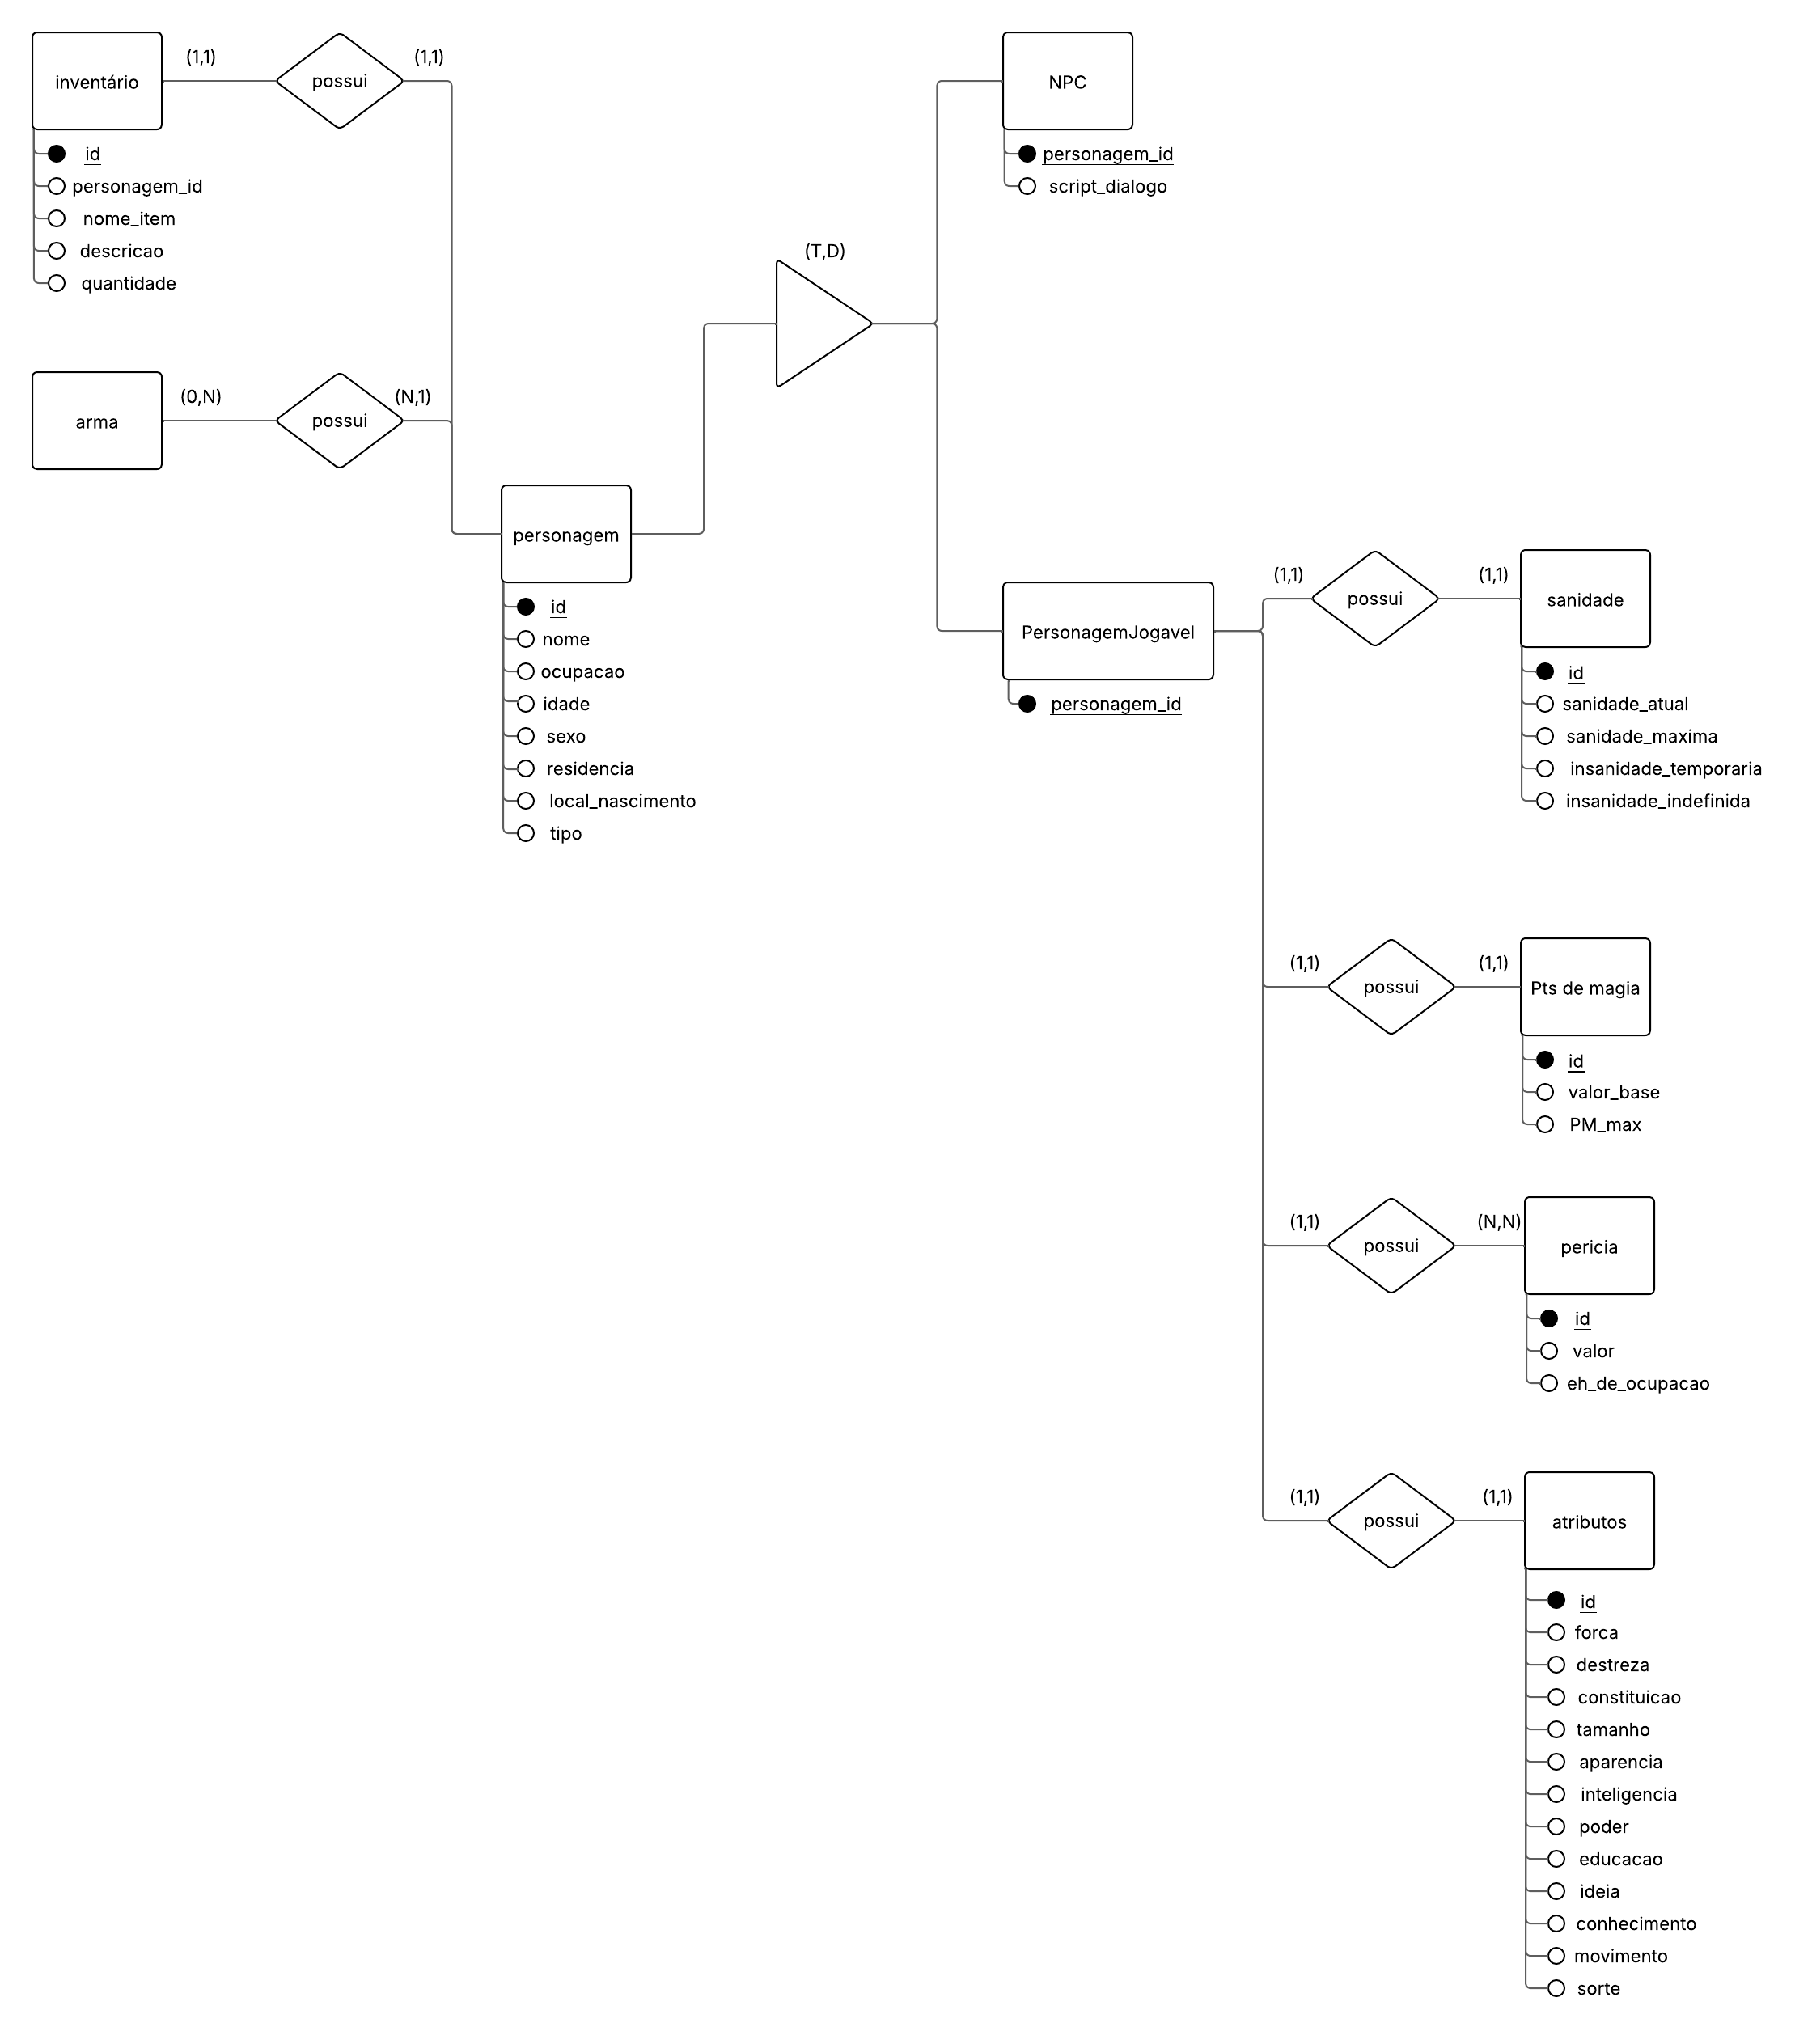 inventário
(1,1)
possui
(1,1)
id
personagem_id
nome_item
descricao
quantidade
arma
(0,N)
possui
(N,1)
personagem
id
nome
ocupacao
idade
sexo
residencia
local_nascimento
tipo
(T,D)
NPC
personagem_id
script_dialogo
PersonagemJogavel
personagem_id
(1,1)
possui
(1,1)
sanidade
id
sanidade_atual
sanidade_maxima
insanidade_temporaria
insanidade_indefinida
(1,1)
possui
(1,1)
Pts de magia
id
valor_base
PM_max
(1,1)
possui
(N,N)
pericia
id
valor
eh_de_ocupacao
(1,1)
possui
(1,1)
atributos
id
forca
destreza
constituicao
tamanho
aparencia
inteligencia
poder
educacao
ideia
conhecimento
movimento
sorte